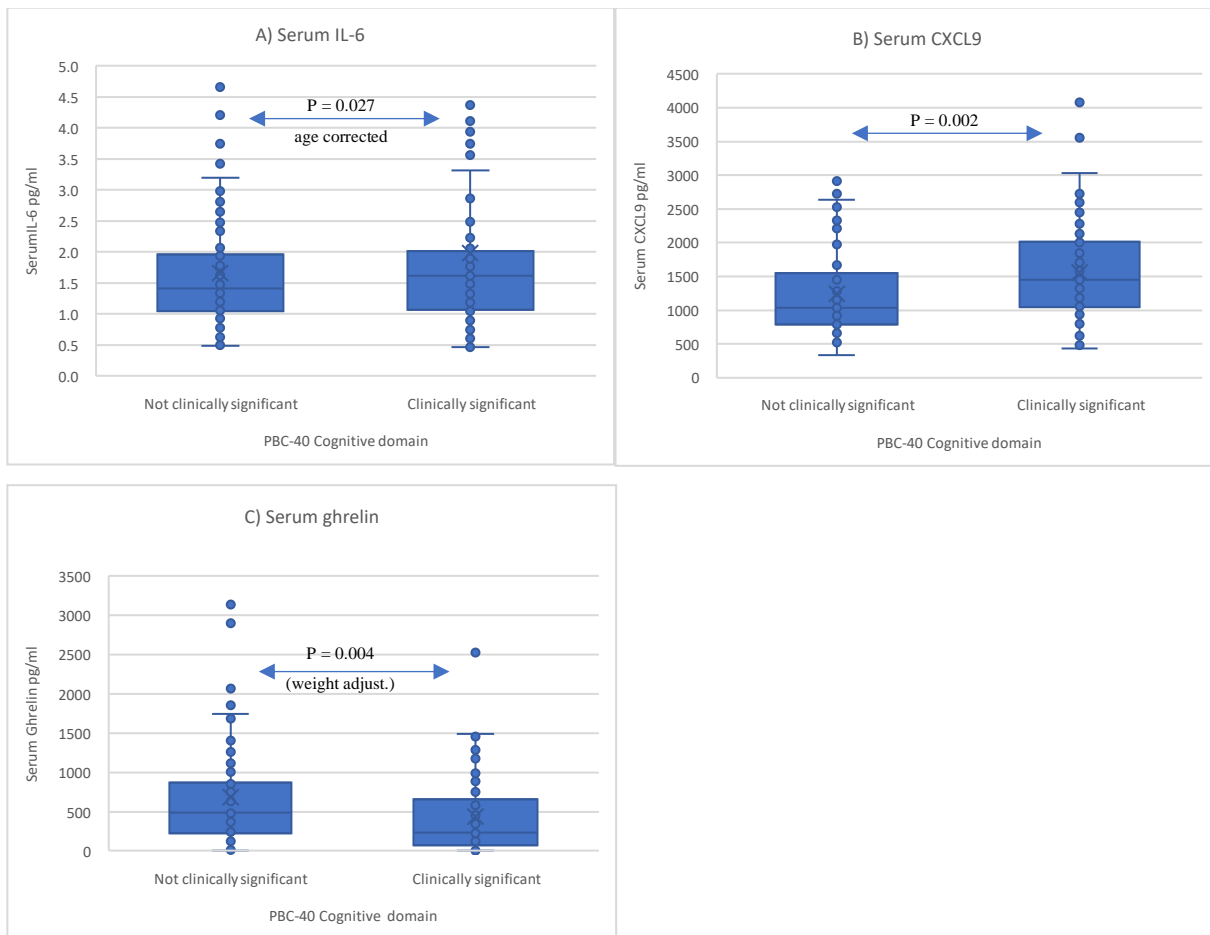 A) Serum IL-6
SerumIL-6 pg/ml
5.0
4.5
4.0
3.5
3.0
2.5
2.0
1.5
1.0
0.5
0.0
P = 0.027
age corrected
Not clinically significant
Clinically significant
PBC-40 Cognitive domain
B) Serum CXCL9
Serum CXCL9 pg/ml
4500
4000
3500
3000
2500
2000
1500
1000
500
0
P = 0.002
Not clinically significant
Clinically significant
PBC-40 Cognitive domain
C) Serum ghrelin
Serum Ghrelin pg/ml
3500
3000
2500
2000
1500
1000
500
0
P = 0.004
(weight adjust.)
Not clinically significant
Clinically significant
PBC-40 Cognitive domain